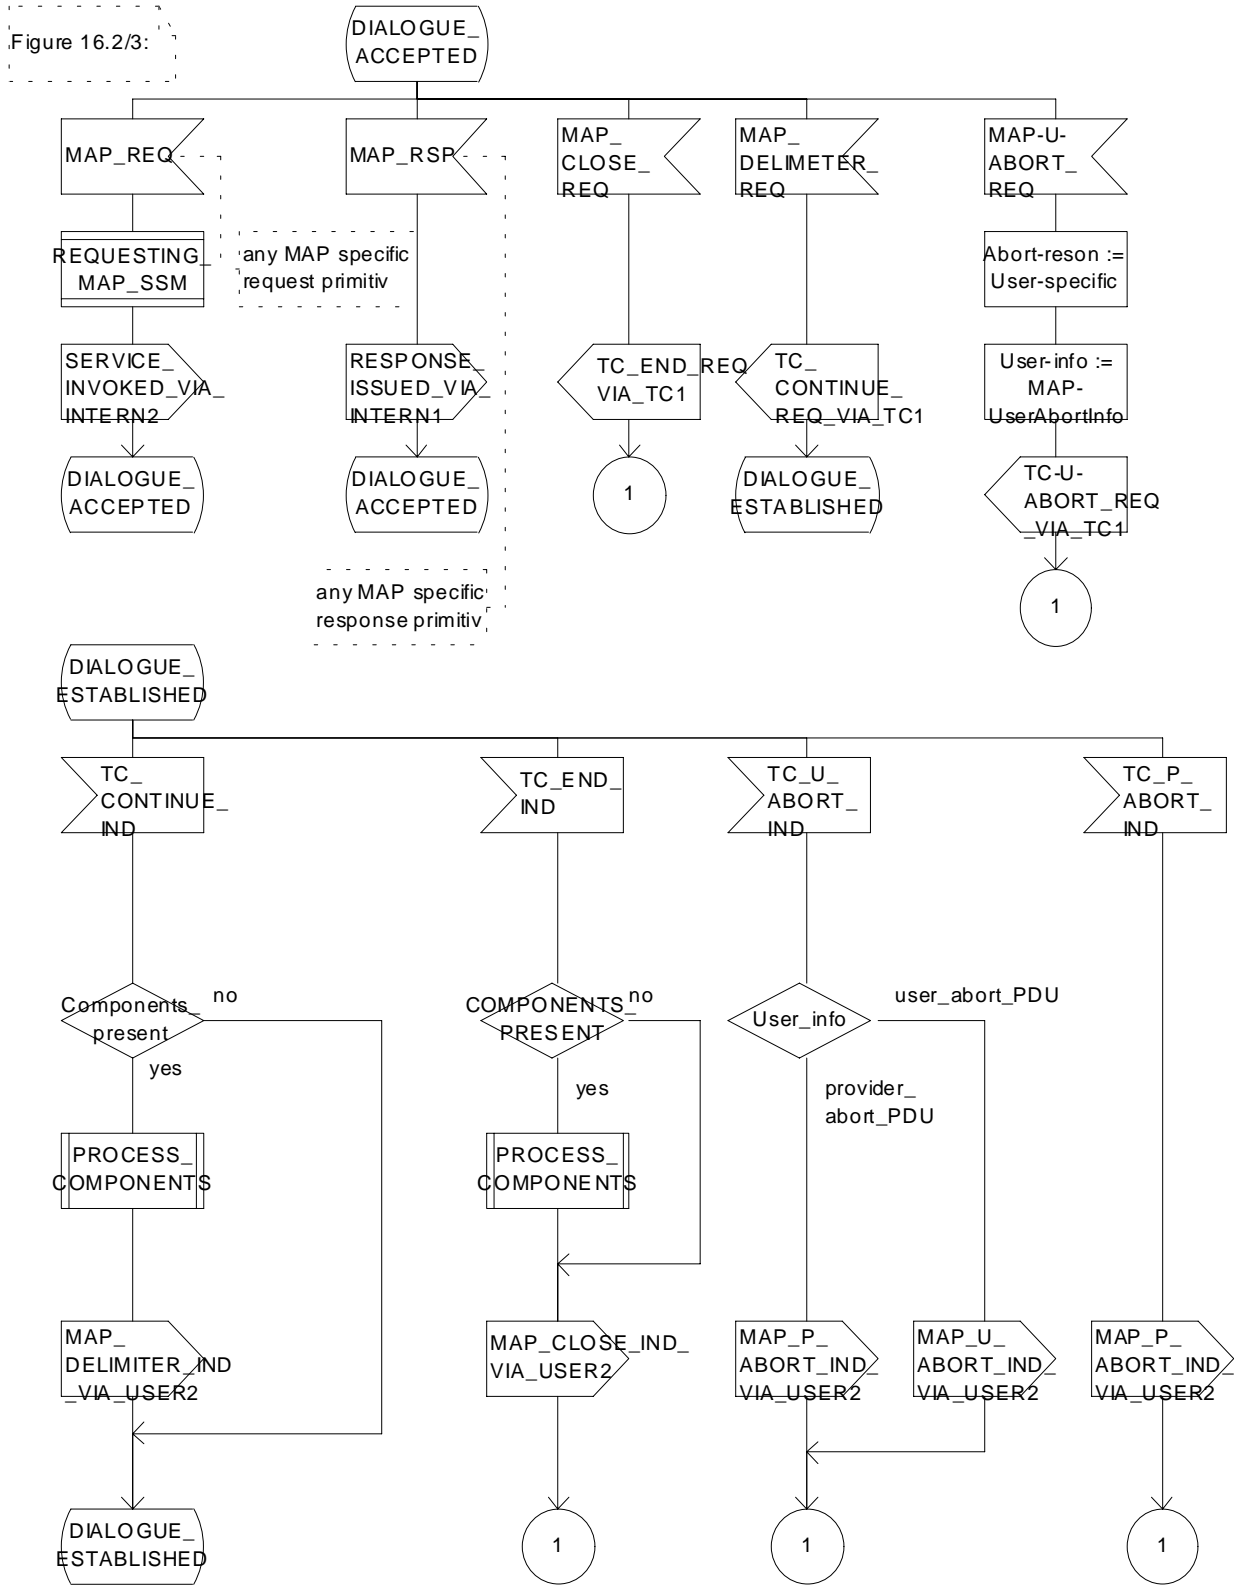 Figure 16.2/3:
DIALOGUE_
ACCEPTED
MAP_REQ
MAP_RSP
MAP_
CLOSE_
REQ
MAP_
DELIMETER_
REQ
MAP-U-
ABORT_
REQ
REQUESTING_
MAP_SSM
any MAP specific
request primitiv
Abort-reson :=
User-specific
SERVICE_
INVOKED_VIA_
INTERN2
RESPONSE_
ISSUED_VIA_
INTERN1
TC_END_REQ
VIA_TC1
TC_
CONTINUE_
REQ_VIA_TC1
User-info :=
MAP-
UserAbortInfo
DIALOGUE_
ACCEPTED
DIALOGUE_
ACCEPTED
1
DIALOGUE_
ESTABLISHED
TC-U-
ABORT_REQ
_VIA_TC1
any MAP specific
response primitiv
1
DIALOGUE_
ESTABLISHED
TC_
CONTINUE_
IND
TC_END_
IND
TC_U_
ABORT_
IND
TC_P_
ABORT_
IND
Components_
present
no
yes
COMPONENTS_
PRESENT
no
yes
User_info
user_abort_PDU
provider_
abort_PDU
PROCESS_
COMPONENTS
PROCESS_
COMPONENTS
MAP_
DELIMITER_IND
_VIA_USER2
MAP_CLOSE_IND_
VIA_USER2
MAP_P_
ABORT_IND_
VIA_USER2
MAP_U_
ABORT_IND_
VIA_USER2
MAP_P_
ABORT_IND_
VIA_USER2
DIALOGUE_
ESTABLISHED
1
1
1